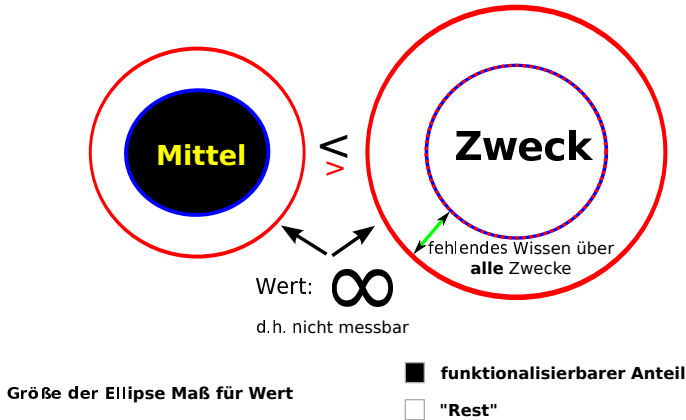 Mittel
<
>
Zweck
fehlendes Wissen über
alle Zwecke
Wert: ∞
d.h. nicht messbar
funktionalisierbarer Anteil
Größe der Ellipse Maß für Wert
"Rest"